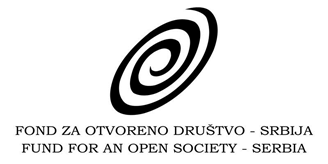 FOND ZA OTVORENO DRUŠTVO - SRBIJA
FUND FOR AN OPEN SOCIETY - SERBIA